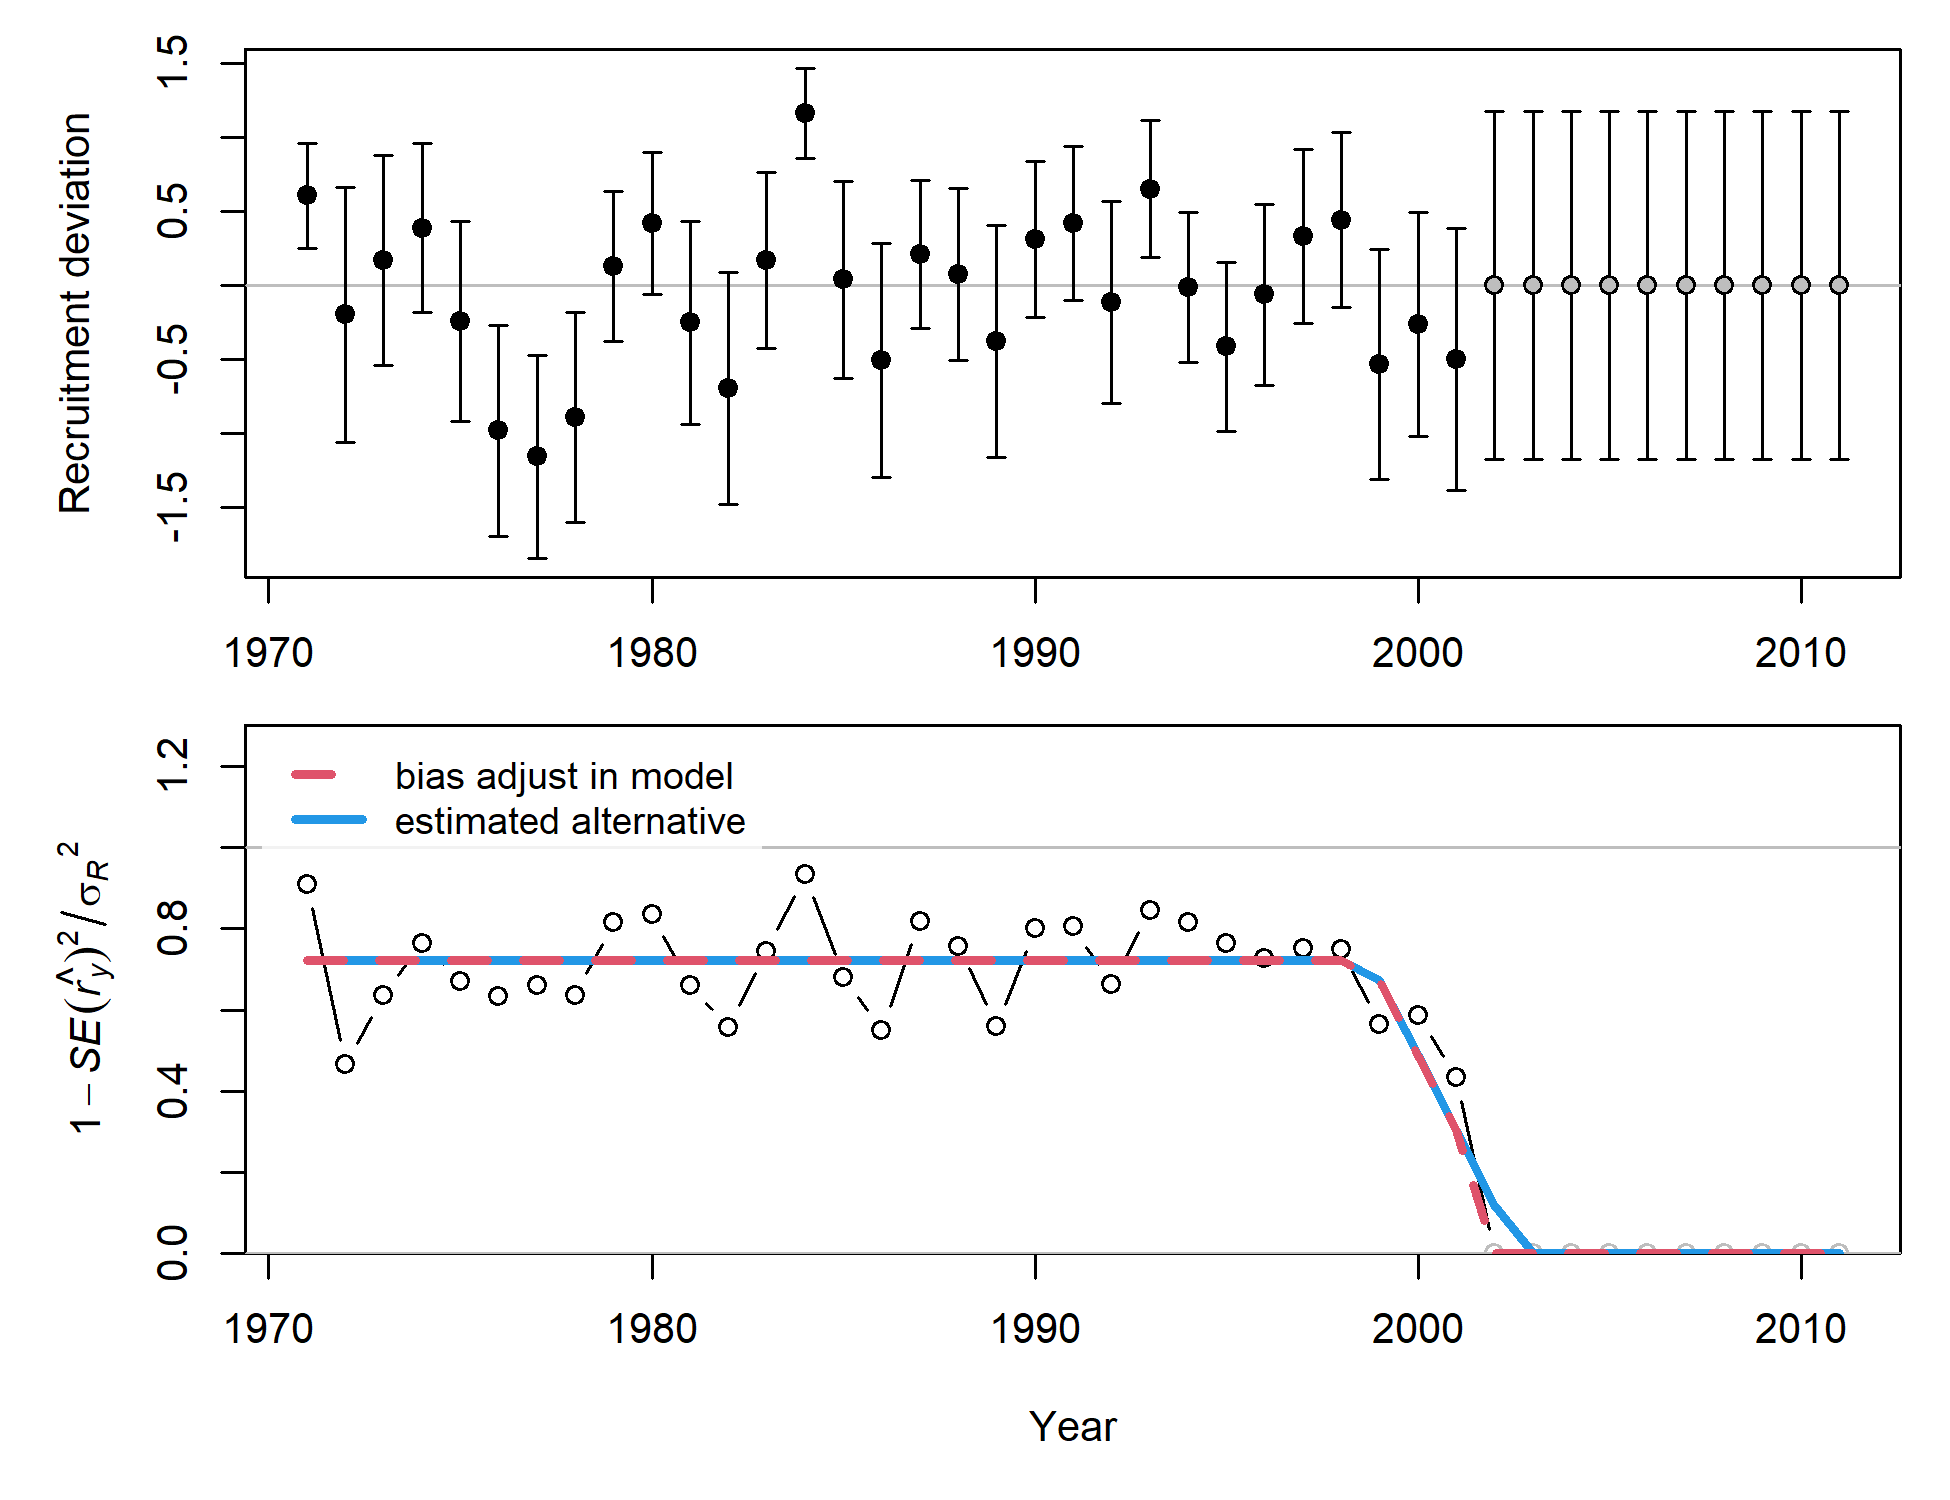 Recruitment deviation
1.5
0.5
-0.5
-1.5
1970 1980 1990 2000 2010
bias adjust in model
estimated alternative
1 − SE(r̂y)² / σR²
1.2
0.8
0.4
0.0
1970 1980 1990 2000 2010
Year